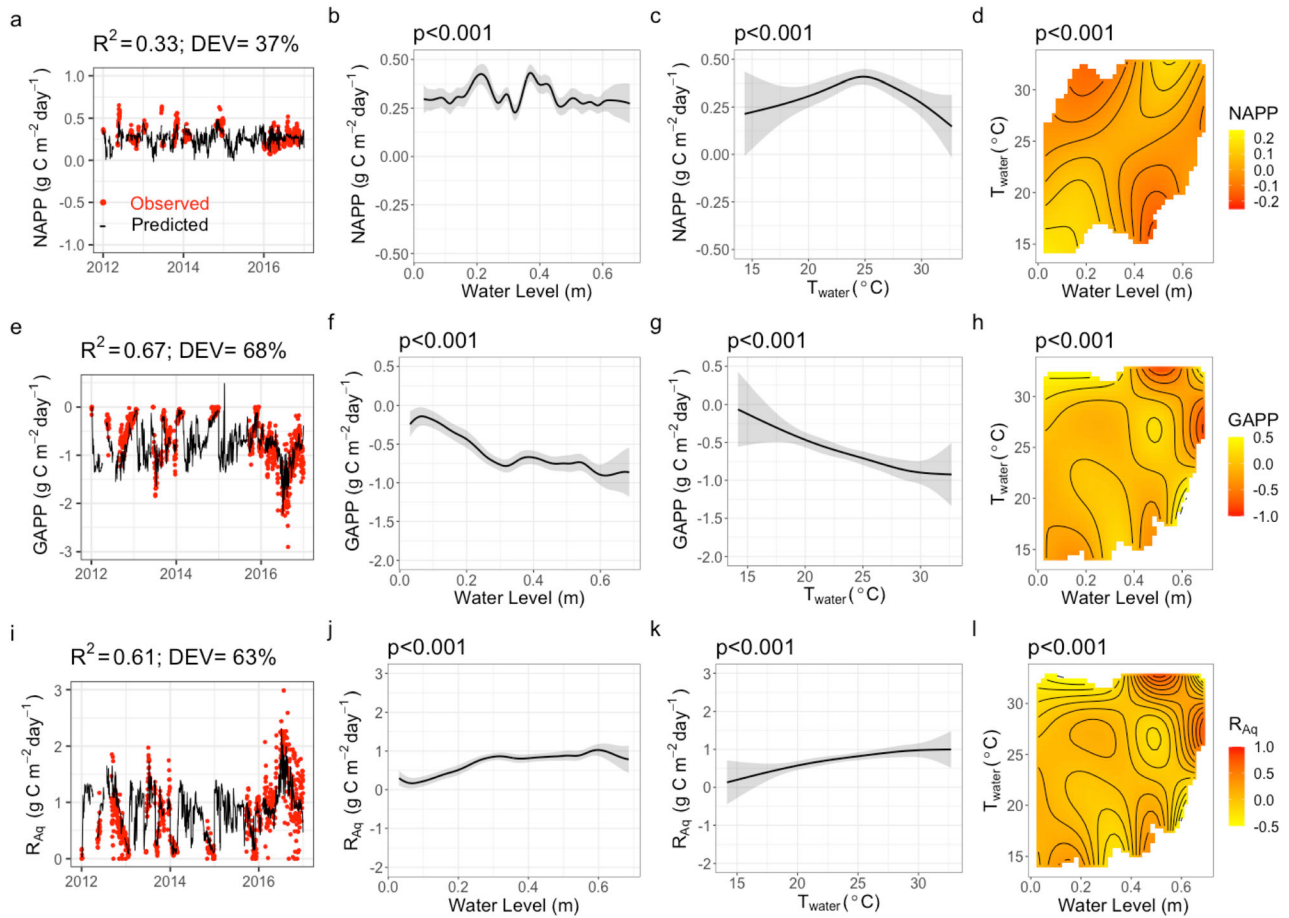 a
R²=0.33; DEV= 37%
NAPP (g C m⁻² day⁻¹)
1.0
0.5
0.0
-0.5
-1.0
Observed
Predicted
2012 2014 2016
b
p<0.001
NAPP (g C m⁻² day⁻¹)
0.50
0.25
0.00
-0.25
-0.50
0.0 0.2 0.4 0.6
Water Level (m)
c
p<0.001
NAPP (g C m⁻² day⁻¹)
0.50
0.25
0.00
-0.25
-0.50
15 20 25 30
Twater (°C)
d
p<0.001
Twater (°C)
30
25
20
15
0.0 0.2 0.4 0.6
Water Level (m)
NAPP
0.2
0.1
0.0
-0.1
-0.2
e
R²=0.67; DEV= 68%
GAPP (g C m⁻² day⁻¹)
0
-1
-2
-3
2012 2014 2016
f
p<0.001
GAPP (g C m⁻² day⁻¹)
0.5
0.0
-0.5
-1.0
-1.5
-2.0
0.0 0.2 0.4 0.6
Water Level (m)
g
p<0.001
GAPP (g C m⁻² day⁻¹)
0.5
0.0
-0.5
-1.0
-1.5
-2.0
15 20 25 30
Twater (°C)
h
p<0.001
Twater (°C)
30
25
20
15
0.0 0.2 0.4 0.6
Water Level (m)
GAPP
0.5
0.0
-0.5
-1.0
i
R²=0.61; DEV= 63%
RAq (g C m⁻² day⁻¹)
3
2
1
0
2012 2014 2016
j
p<0.001
RAq (g C m⁻² day⁻¹)
3
2
1
0
-1
-2
0.0 0.2 0.4 0.6
Water Level (m)
k
p<0.001
RAq (g C m⁻² day⁻¹)
3
2
1
0
-1
-2
15 20 25 30
Twater (°C)
l
p<0.001
Twater (°C)
30
25
20
15
0.0 0.2 0.4 0.6
Water Level (m)
RAq
1.0
0.5
0.0
-0.5